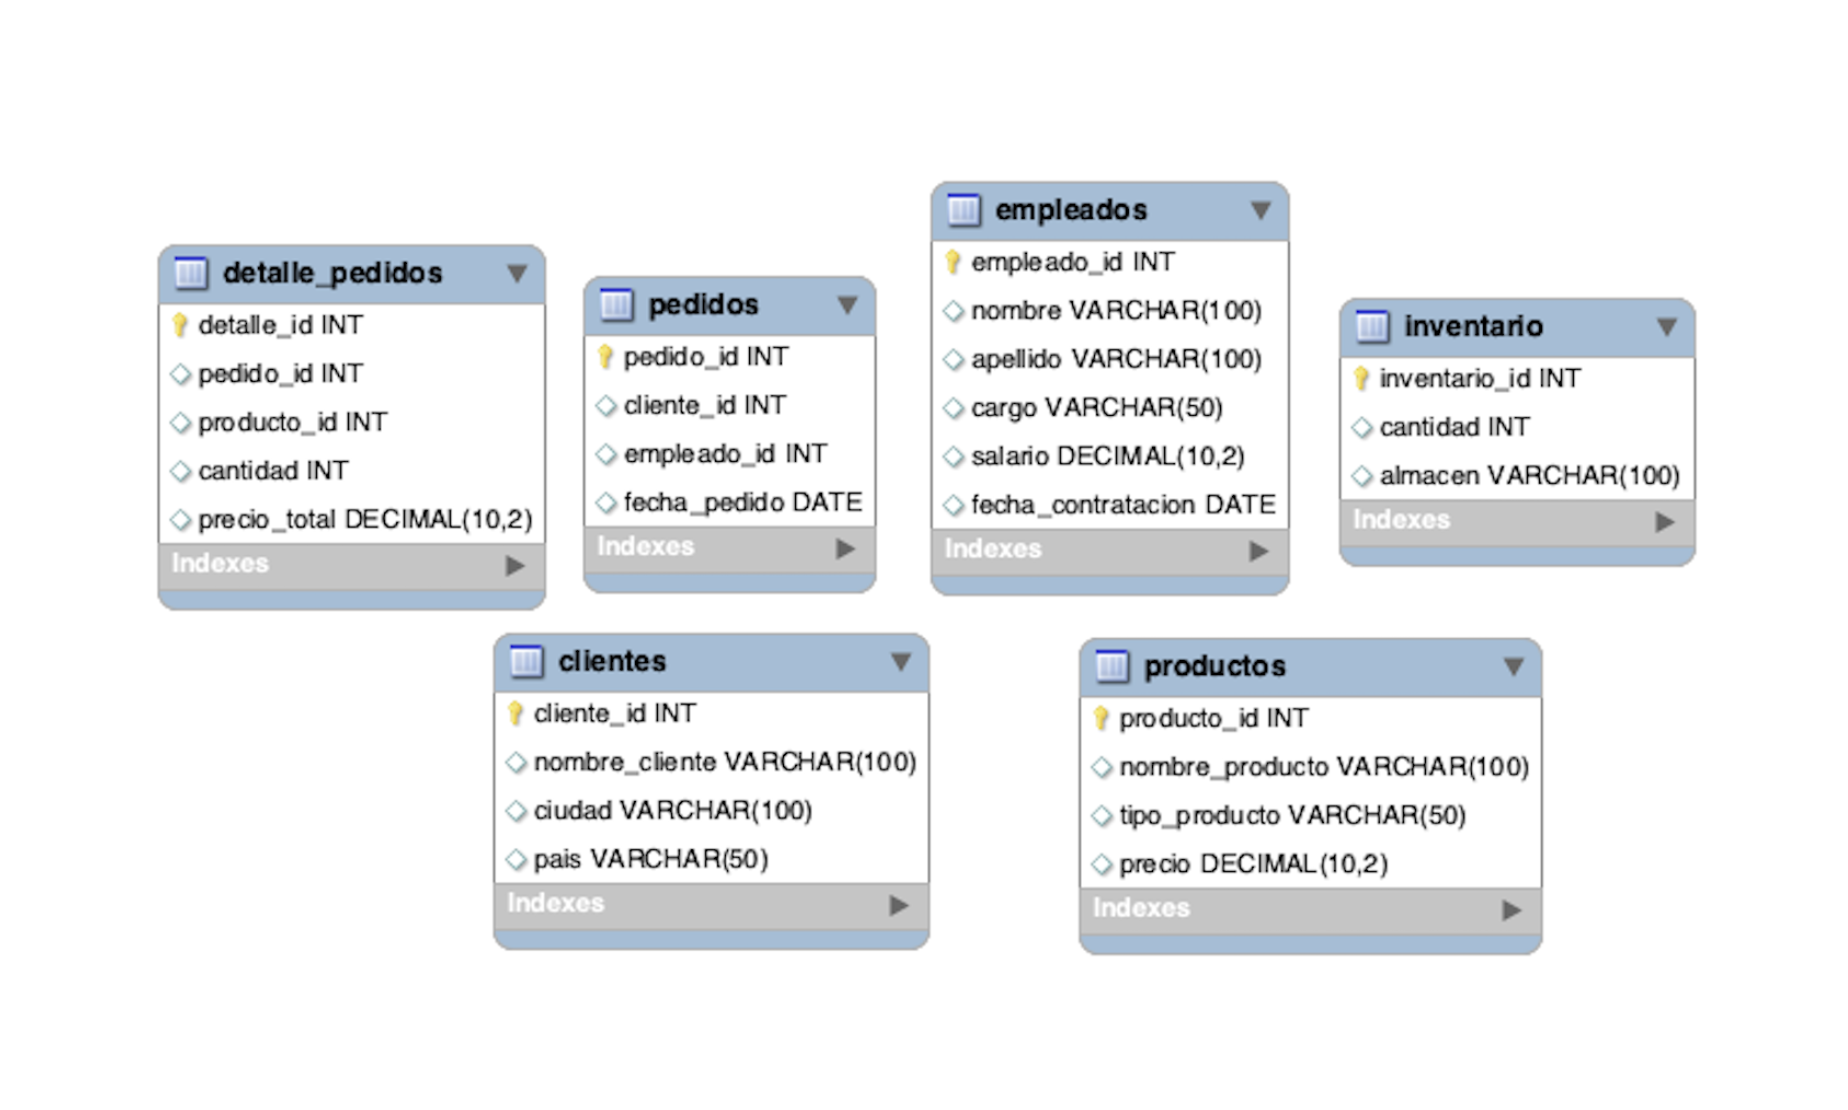 detalle_pedidos
detalle_id INT
pedido_id INT
producto_id INT
cantidad INT
precio_total DECIMAL(10,2)
Indexes
pedidos
pedido_id INT
cliente_id INT
empleado_id INT
fecha_pedido DATE
Indexes
empleados
empleado_id INT
nombre VARCHAR(100)
apellido VARCHAR(100)
cargo VARCHAR(50)
salario DECIMAL(10,2)
fecha_contratacion DATE
Indexes
inventario
inventario_id INT
cantidad INT
almacen VARCHAR(100)
Indexes
clientes
cliente_id INT
nombre_cliente VARCHAR(100)
ciudad VARCHAR(100)
pais VARCHAR(50)
Indexes
productos
producto_id INT
nombre_producto VARCHAR(100)
tipo_producto VARCHAR(50)
precio DECIMAL(10,2)
Indexes